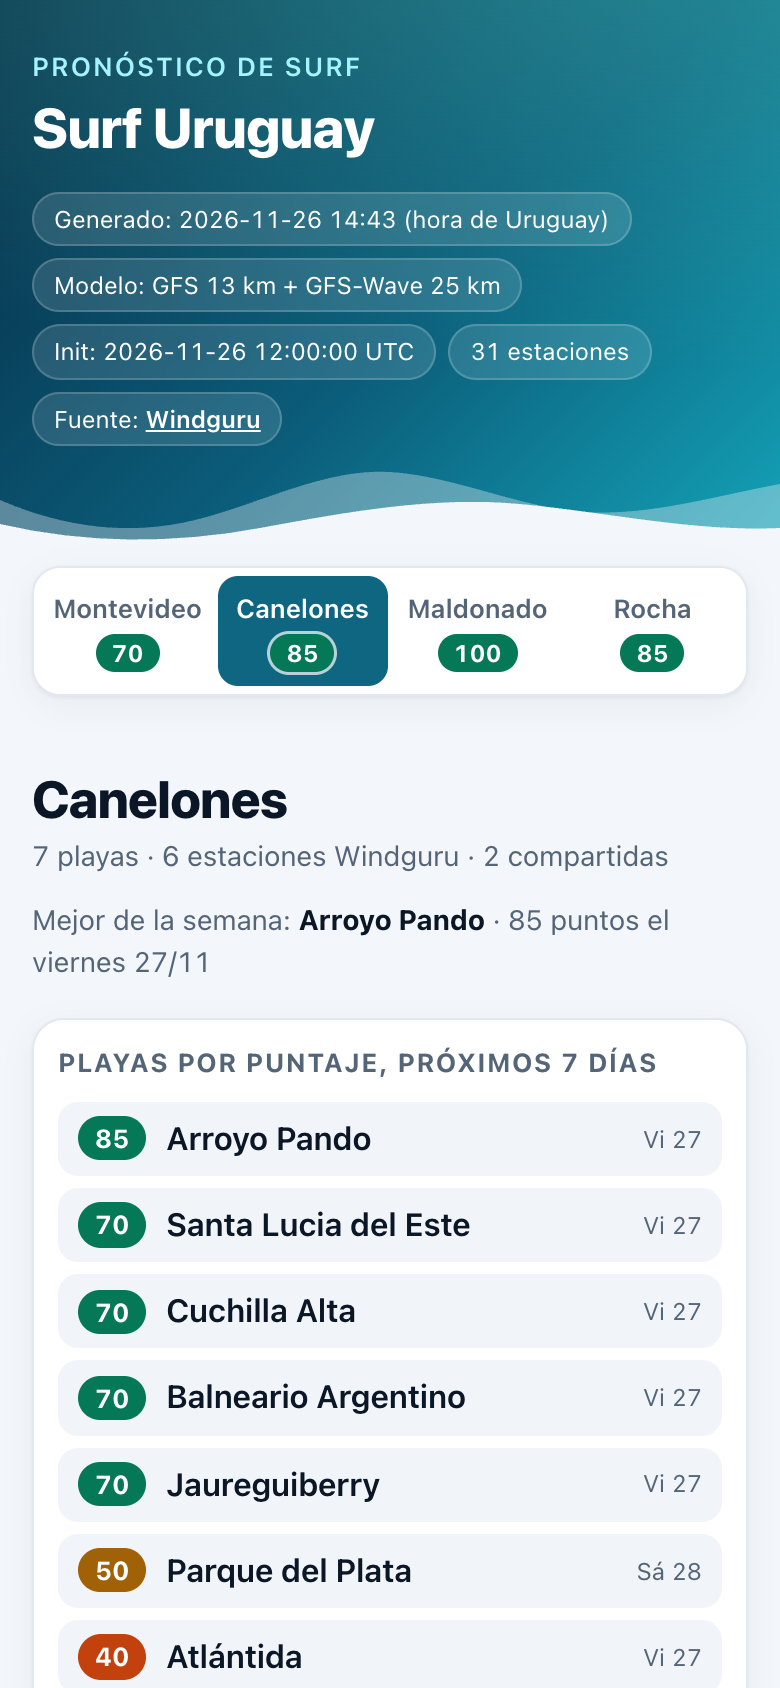 PRONÓSTICO DE SURF
Surf Uruguay
Generado: 2026-11-26 14:43 (hora de Uruguay)
Modelo: GFS 13 km + GFS-Wave 25 km
Init: 2026-11-26 12:00:00 UTC
31 estaciones
Fuente: Windguru
Montevideo
70
Canelones
85
Maldonado
100
Rocha
85
Canelones
7 playas · 6 estaciones Windguru · 2 compartidas
Mejor de la semana: Arroyo Pando · 85 puntos el
viernes 27/11
PLAYAS POR PUNTAJE, PRÓXIMOS 7 DÍAS
85 Arroyo Pando Vi 27
70 Santa Lucia del Este Vi 27
70 Cuchilla Alta Vi 27
70 Balneario Argentino Vi 27
70 Jaureguiberry Vi 27
50 Parque del Plata Sá 28
40 Atlántida Vi 27